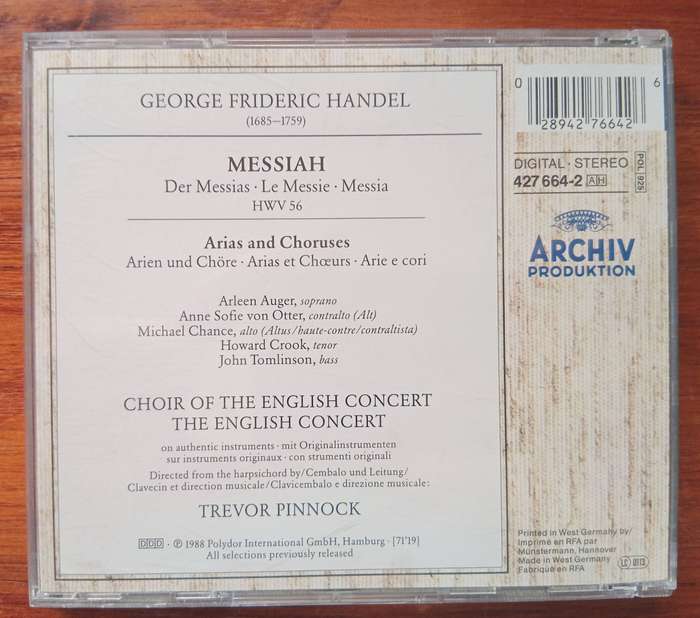 GEORGE FRIDERIC HANDEL
(1685—1759)
MESSIAH
Der Messias · Le Messie · Messia
HWV 56
Arias and Choruses
Arien und Chöre · Arias et Chœurs · Arie e cori
Arleen Auger, soprano
Anne Sofie von Otter, contralto (Alt)
Michael Chance, alto (Altus/haute-contre/contraltista)
Howard Crook, tenor
John Tomlinson, bass
CHOIR OF THE ENGLISH CONCERT
THE ENGLISH CONCERT
on authentic instruments · mit Originalinstrumenten
sur instruments originaux · con strumenti originali
Directed from the harpsichord by/Cembalo und Leitung/
Clavecin et direction musicale/Clavicembalo e direzione musicale:
TREVOR PINNOCK
DDD · ℗ 1988 Polydor International GmbH, Hamburg · [71'19]
All selections previously released
0 28942 76642 6
DIGITAL · STEREO
427 664-2 AH
POL 925
ARCHIV
PRODUKTION
Printed in West Germany by/
Imprimé en RFA par
Münstermann, Hannover
Made in West Germany
Fabriqué en RFA
LC 0113